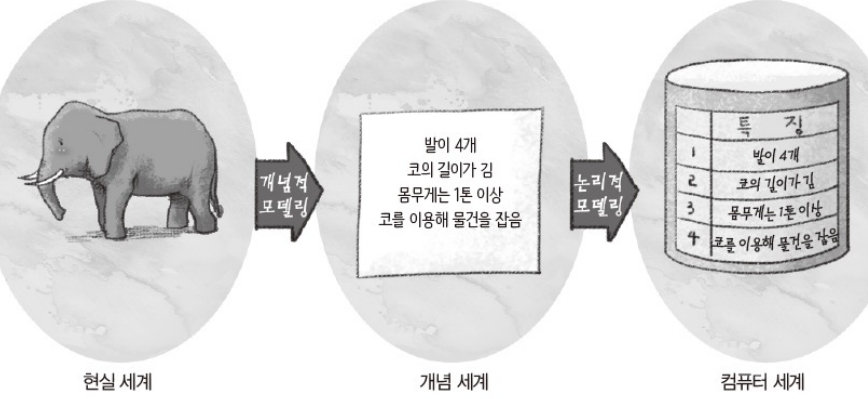 개념적
모델링
발이 4개
코의 길이가 김
몸무게는 1톤 이상
코를 이용해 물건을 잡음
논리적
모델링
특 징
1 발이 4개
2 코의 길이가 김
3 몸무게는 1톤 이상
4 코를 이용해 물건을 잡음
현실 세계
개념 세계
컴퓨터 세계